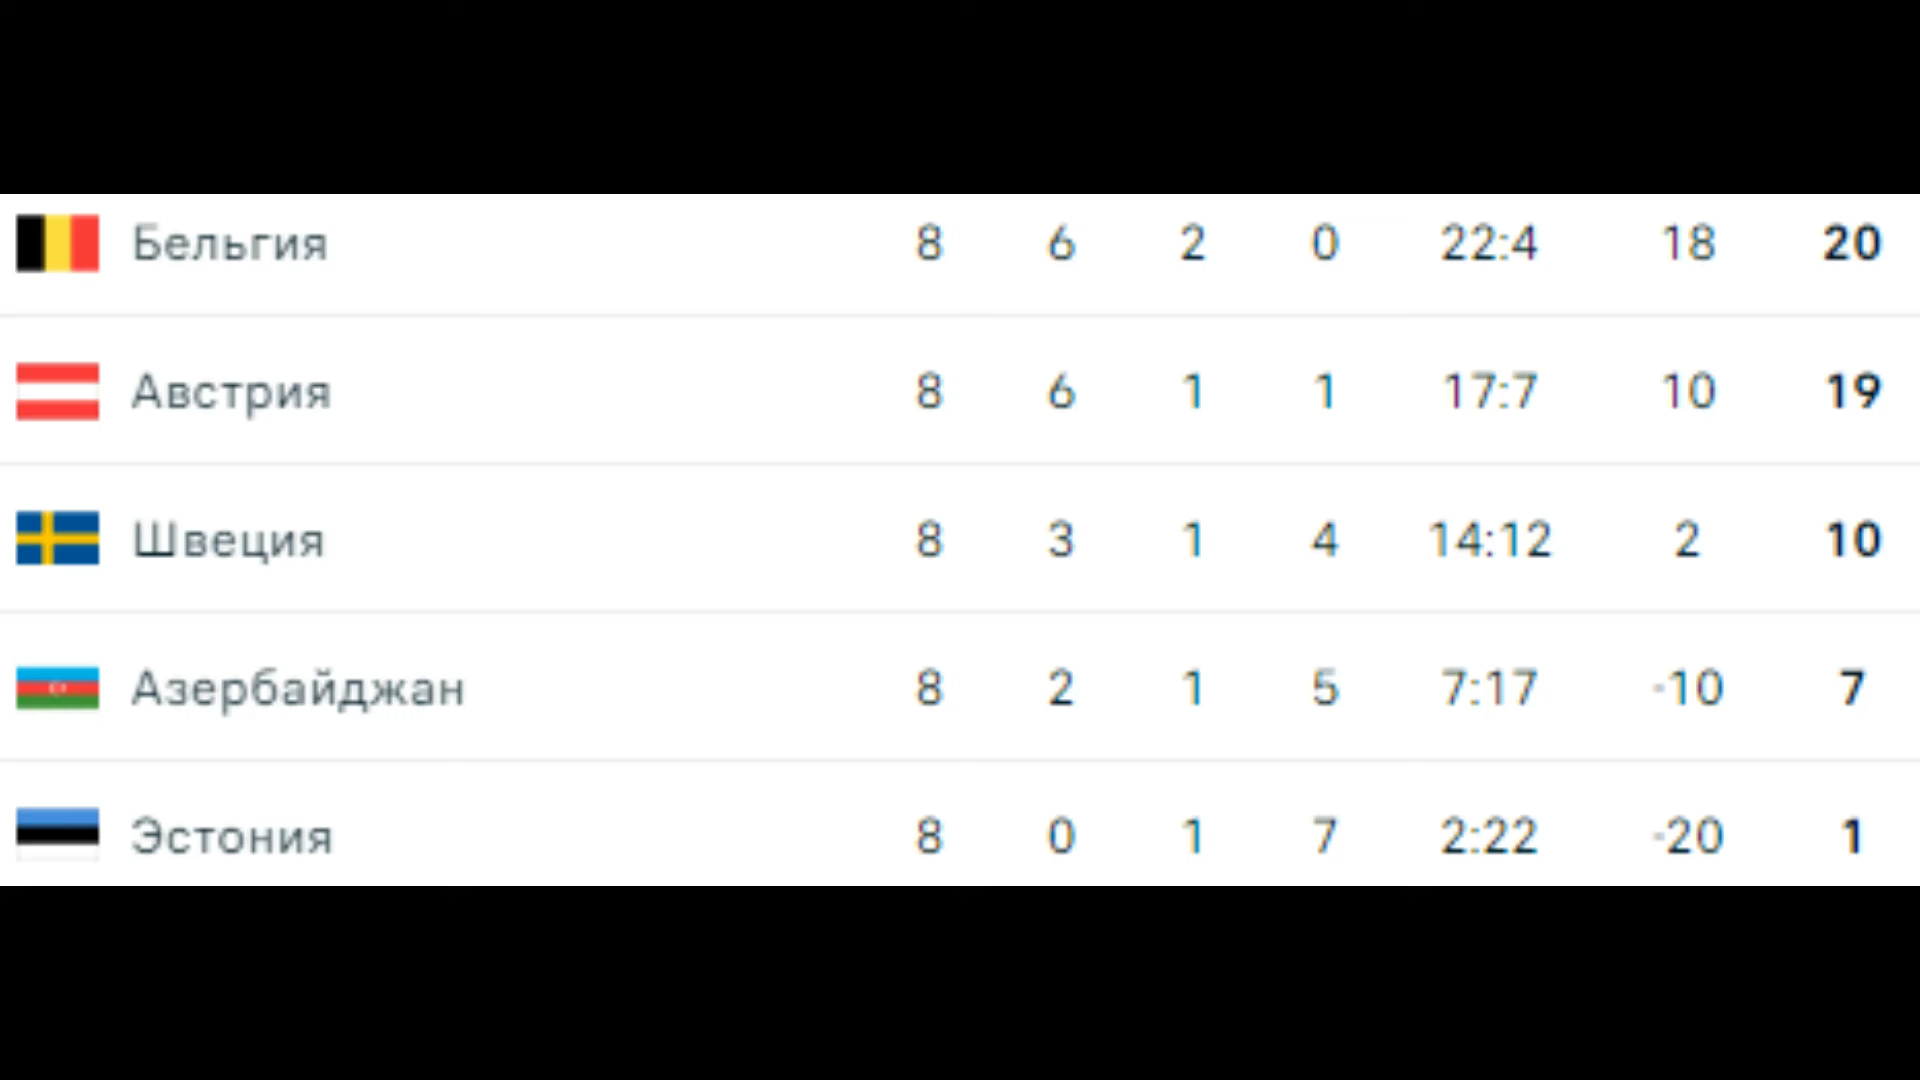 Бельгия 8 6 2 0 22:4 18 20
Австрия 8 6 1 1 17:7 10 19
Швеция 8 3 1 4 14:12 2 10
Азербайджан 8 2 1 5 7:17 -10 7
Эстония 8 0 1 7 2:22 -20 1